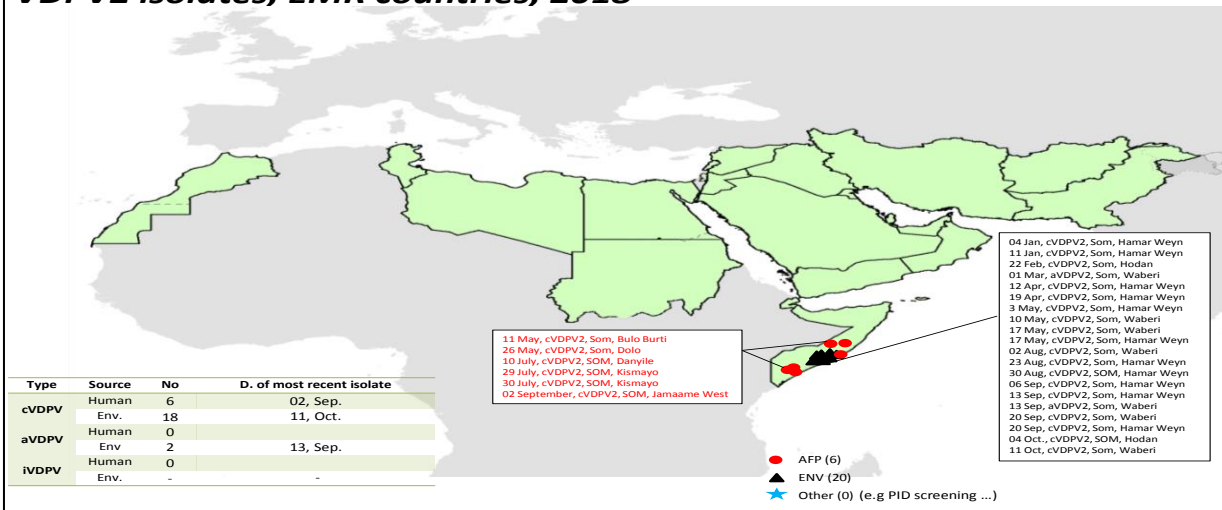 VDPV2 isolates, EMR countries, 2018
04 Jan, cVDPV2, Som, Hamar Weyn
11 Jan, cVDPV2, Som, Hamar Weyn
22 Feb, cVDPV2, Som, Hodan
01 Mar, aVDPV2, Som, Waberi
12 Apr, cVDPV2, Som, Hamar Weyn
19 Apr, cVDPV2, Som, Hamar Weyn
3 May, cVDPV2, Som, Hamar Weyn
10 May, cVDPV2, Som, Waberi
17 May, cVDPV2, Som, Waberi
17 May, cVDPV2, Som, Hamar Weyn
02 Aug, cVDPV2, Som, Waberi
23 Aug, cVDPV2, Som, Hamar Weyn
30 Aug, cVDPV2, SOM, Hamar Weyn
06 Sep, cVDPV2, Som, Hamar Weyn
13 Sep, cVDPV2, Som, Hamar Weyn
13 Sep, aVDPV2, Som, Waberi
20 Sep, cVDPV2, Som, Waberi
20 Sep, cVDPV2, Som, Hamar Weyn
04 Oct., cVDPV2, SOM, Hodan
11 Oct, cVDPV2, Som, Waberi
11 May, cVDPV2, Som, Bulo Burti
26 May, cVDPV2, Som, Dolo
10 July, cVDPV2, SOM, Danyile
29 July, cVDPV2, SOM, Kismayo
30 July, cVDPV2, SOM, Kismayo
02 September, cVDPV2, SOM, Jamaame West
Type Source No D. of most recent isolate
cVDPV Human 6 02, Sep.
Env. 18 11, Oct.
aVDPV Human 0
Env 2 13, Sep.
iVDPV Human 0
Env. - -
AFP (6)
ENV (20)
Other (0) (e.g PID screening ...)